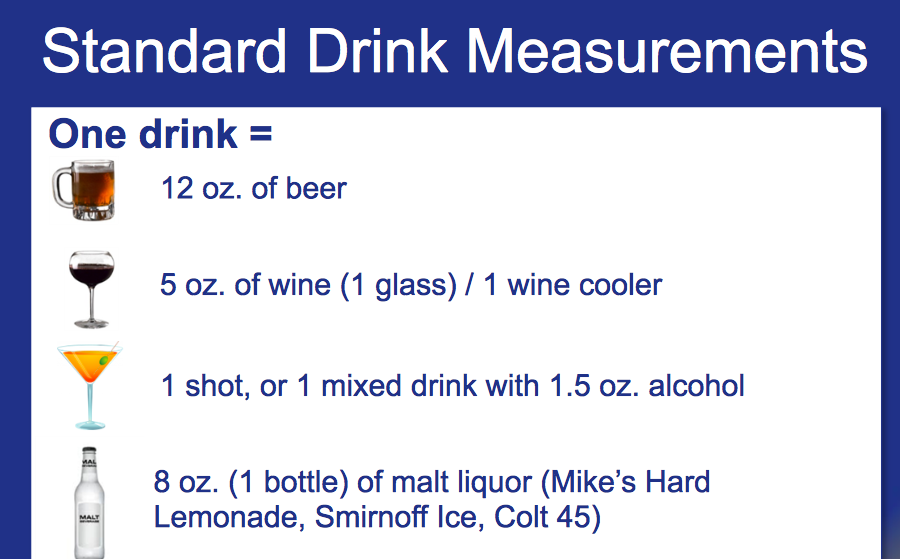 Standard Drink Measurements
One drink =
12 oz. of beer
5 oz. of wine (1 glass) / 1 wine cooler
1 shot, or 1 mixed drink with 1.5 oz. alcohol
8 oz. (1 bottle) of malt liquor (Mike’s Hard
Lemonade, Smirnoff Ice, Colt 45)
MALT